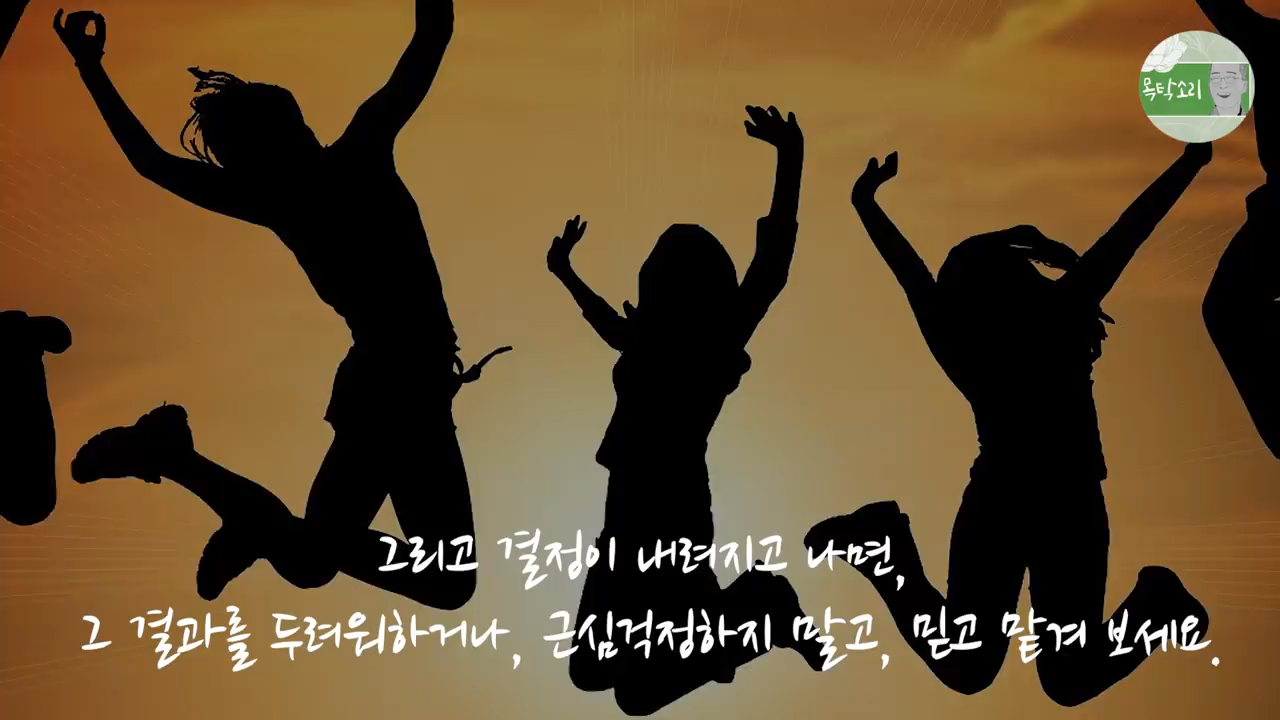 목탁소리
그리고 결정이 내려지고 나면,
그 결과를 두려워하거나, 근심걱정하지 말고, 믿고 맡겨 보세요.